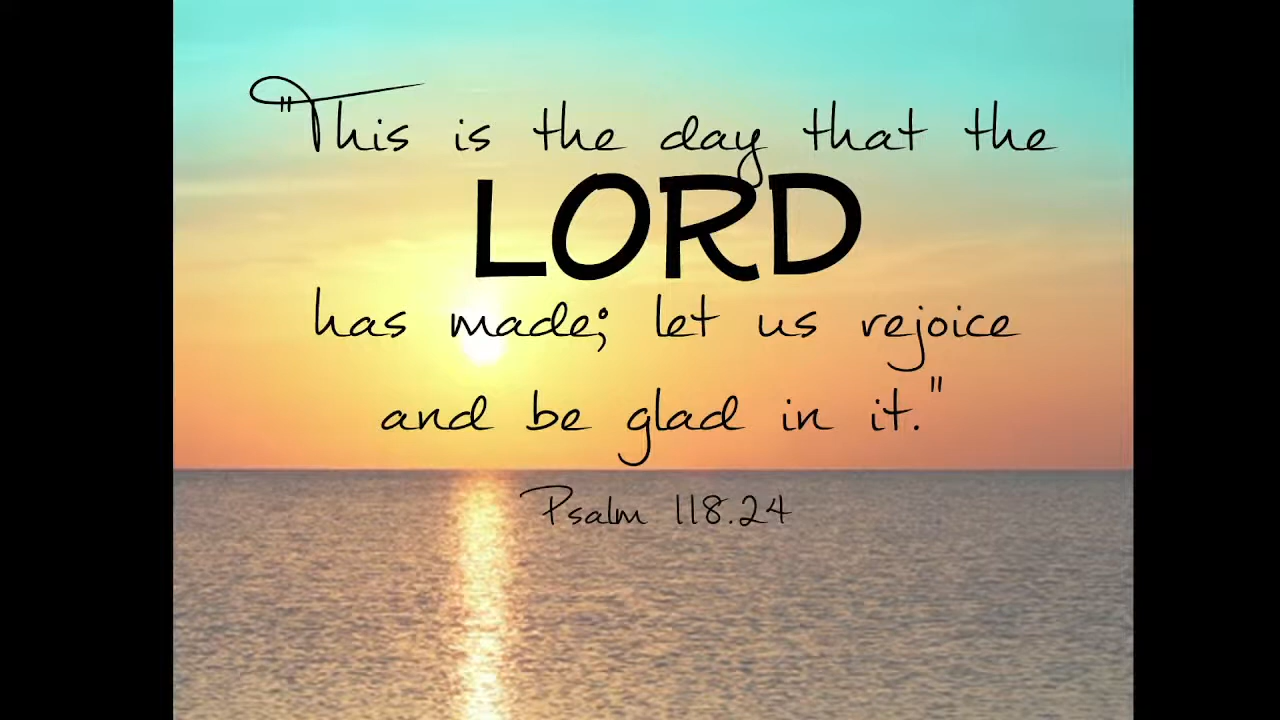 "This is the day that the
LORD
has made; let us rejoice
and be glad in it."
Psalm 118.24